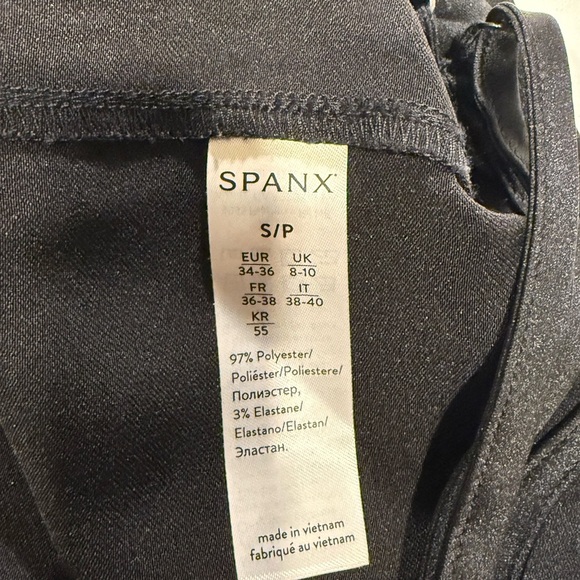 SPANX
S/P
EUR UK
34-36 8-10
FR IT
36-38 38-40
KR
55
97% Polyester/
Poliéster/Poliestere/
Полиэстер,
3% Elastane/
Elastano/Elastan/
Эластан.
made in vietnam
fabriqué au vietnam